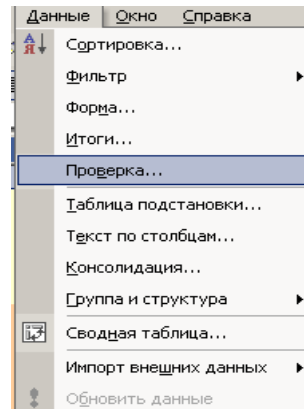 Данные Окно Справка
Сортировка...
Фильтр
Форма...
Итоги...
Проверка...
Таблица подстановки...
Текст по столбцам...
Консолидация...
Группа и структура
Сводная таблица...
Импорт внешних данных
Обновить данные